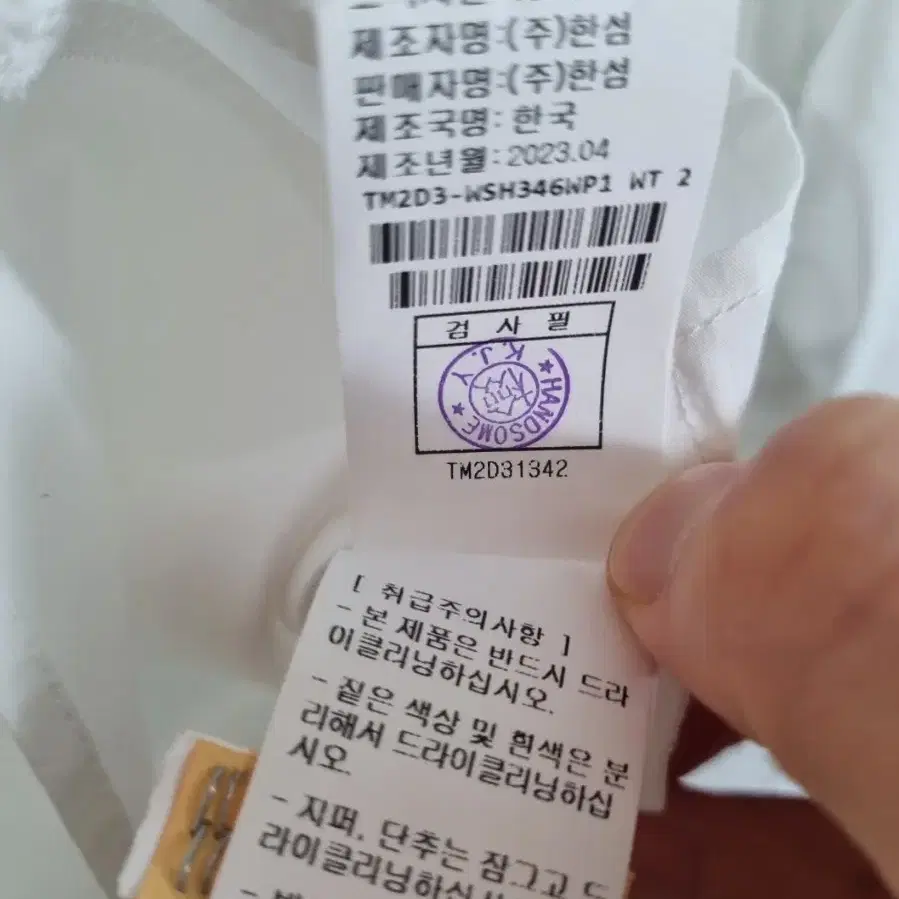 제조자명:(주)한섬
판매자명:(주)한섬
제조국명: 한국
제조년월:2023.04
TM2D3-WSH346WP1 WT 2
검 사 필
HANDSOME
K.J.Y
TM2D31342
[ 취급주의사항 ]
- 본 제품은 반드시 드라
이클리닝하십시오.
- 짙은 색상 및 흰색은 분
리해서 드라이클리닝하십
시오
- 지퍼, 단추는 잠그고 드
라이클리닝하십시